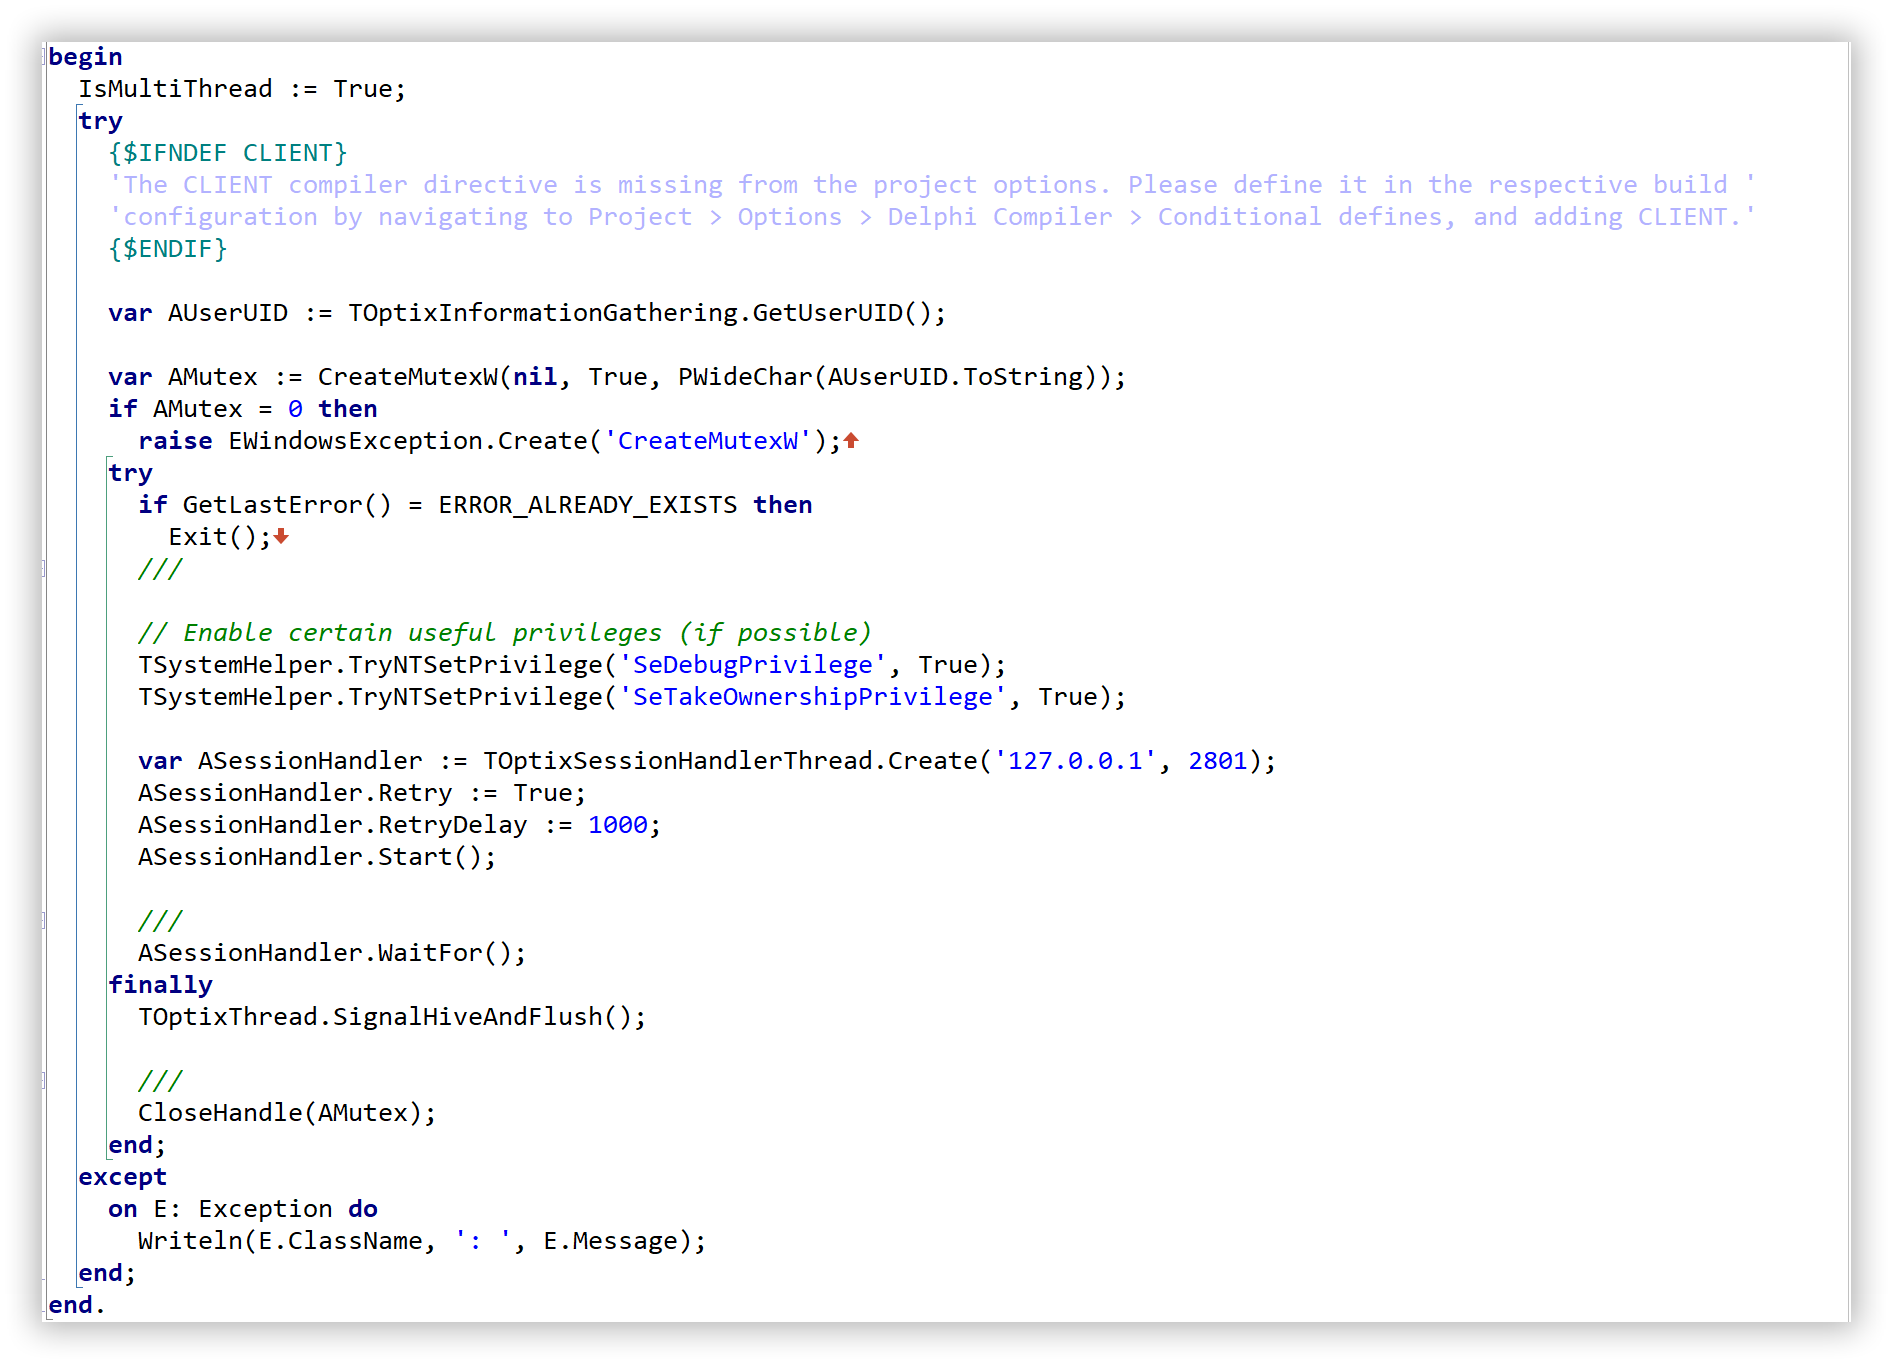 begin
  IsMultiThread := True;
  try
    {$IFNDEF CLIENT}
    'The CLIENT compiler directive is missing from the project options. Please define it in the respective build '
    'configuration by navigating to Project > Options > Delphi Compiler > Conditional defines, and adding CLIENT.'
    {$ENDIF}

    var AUserUID := TOptixInformationGathering.GetUserUID();

    var AMutex := CreateMutexW(nil, True, PWideChar(AUserUID.ToString));
    if AMutex = 0 then
      raise EWindowsException.Create('CreateMutexW');
    try
      if GetLastError() = ERROR_ALREADY_EXISTS then
        Exit();
      ///

      // Enable certain useful privileges (if possible)
      TSystemHelper.TryNTSetPrivilege('SeDebugPrivilege', True);
      TSystemHelper.TryNTSetPrivilege('SeTakeOwnershipPrivilege', True);

      var ASessionHandler := TOptixSessionHandlerThread.Create('127.0.0.1', 2801);
      ASessionHandler.Retry := True;
      ASessionHandler.RetryDelay := 1000;
      ASessionHandler.Start();

      ///
      ASessionHandler.WaitFor();
    finally
      TOptixThread.SignalHiveAndFlush();

      ///
      CloseHandle(AMutex);
    end;
  except
    on E: Exception do
      Writeln(E.ClassName, ': ', E.Message);
  end;
end.